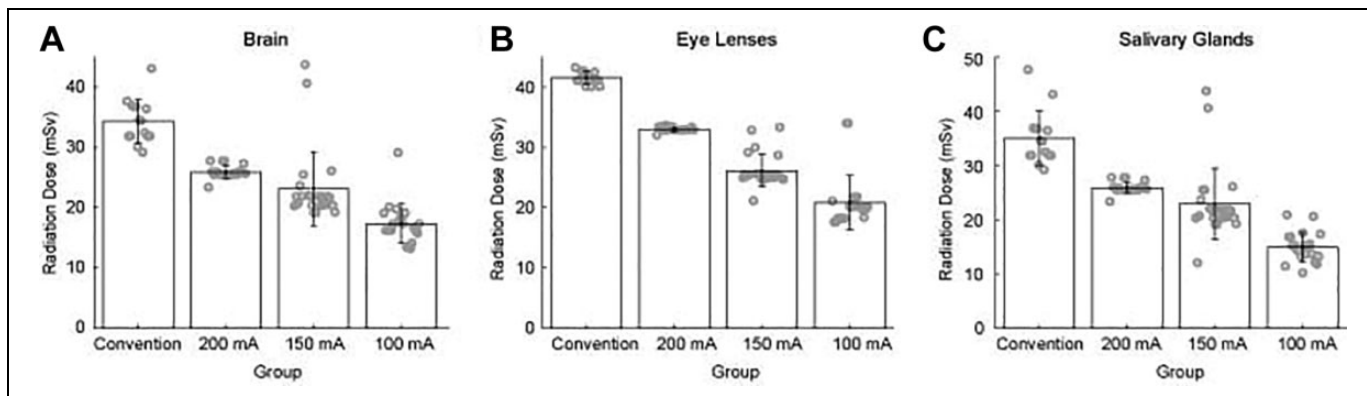 A
Brain
Radiation Dose (mSv)
40
30
20
10
0
Convention 200 mA 150 mA 100 mA
Group
B
Eye Lenses
Radiation Dose (mSv)
40
30
20
10
0
Convention 200 mA 150 mA 100 mA
Group
C
Salivary Glands
Radiation Dose (mSv)
50
40
30
20
10
0
Convention 200 mA 150 mA 100 mA
Group